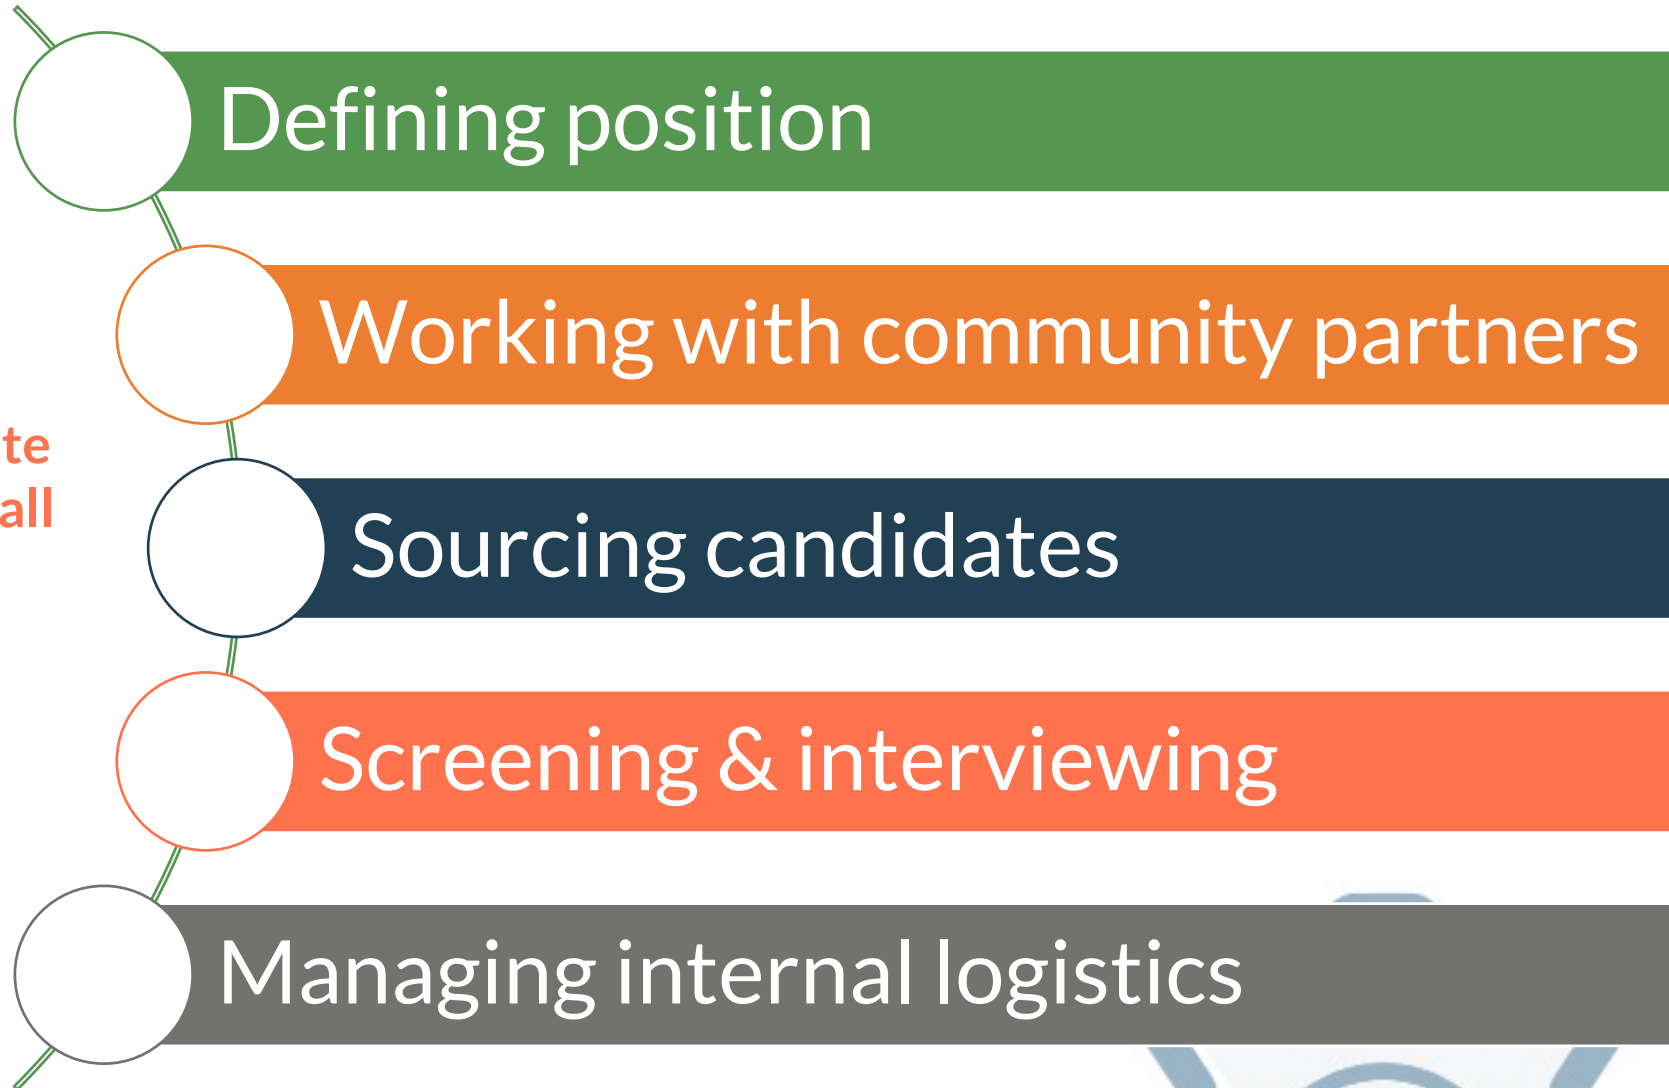 Defining position
Working with community partners
te
all
Sourcing candidates
Screening & interviewing
Managing internal logistics